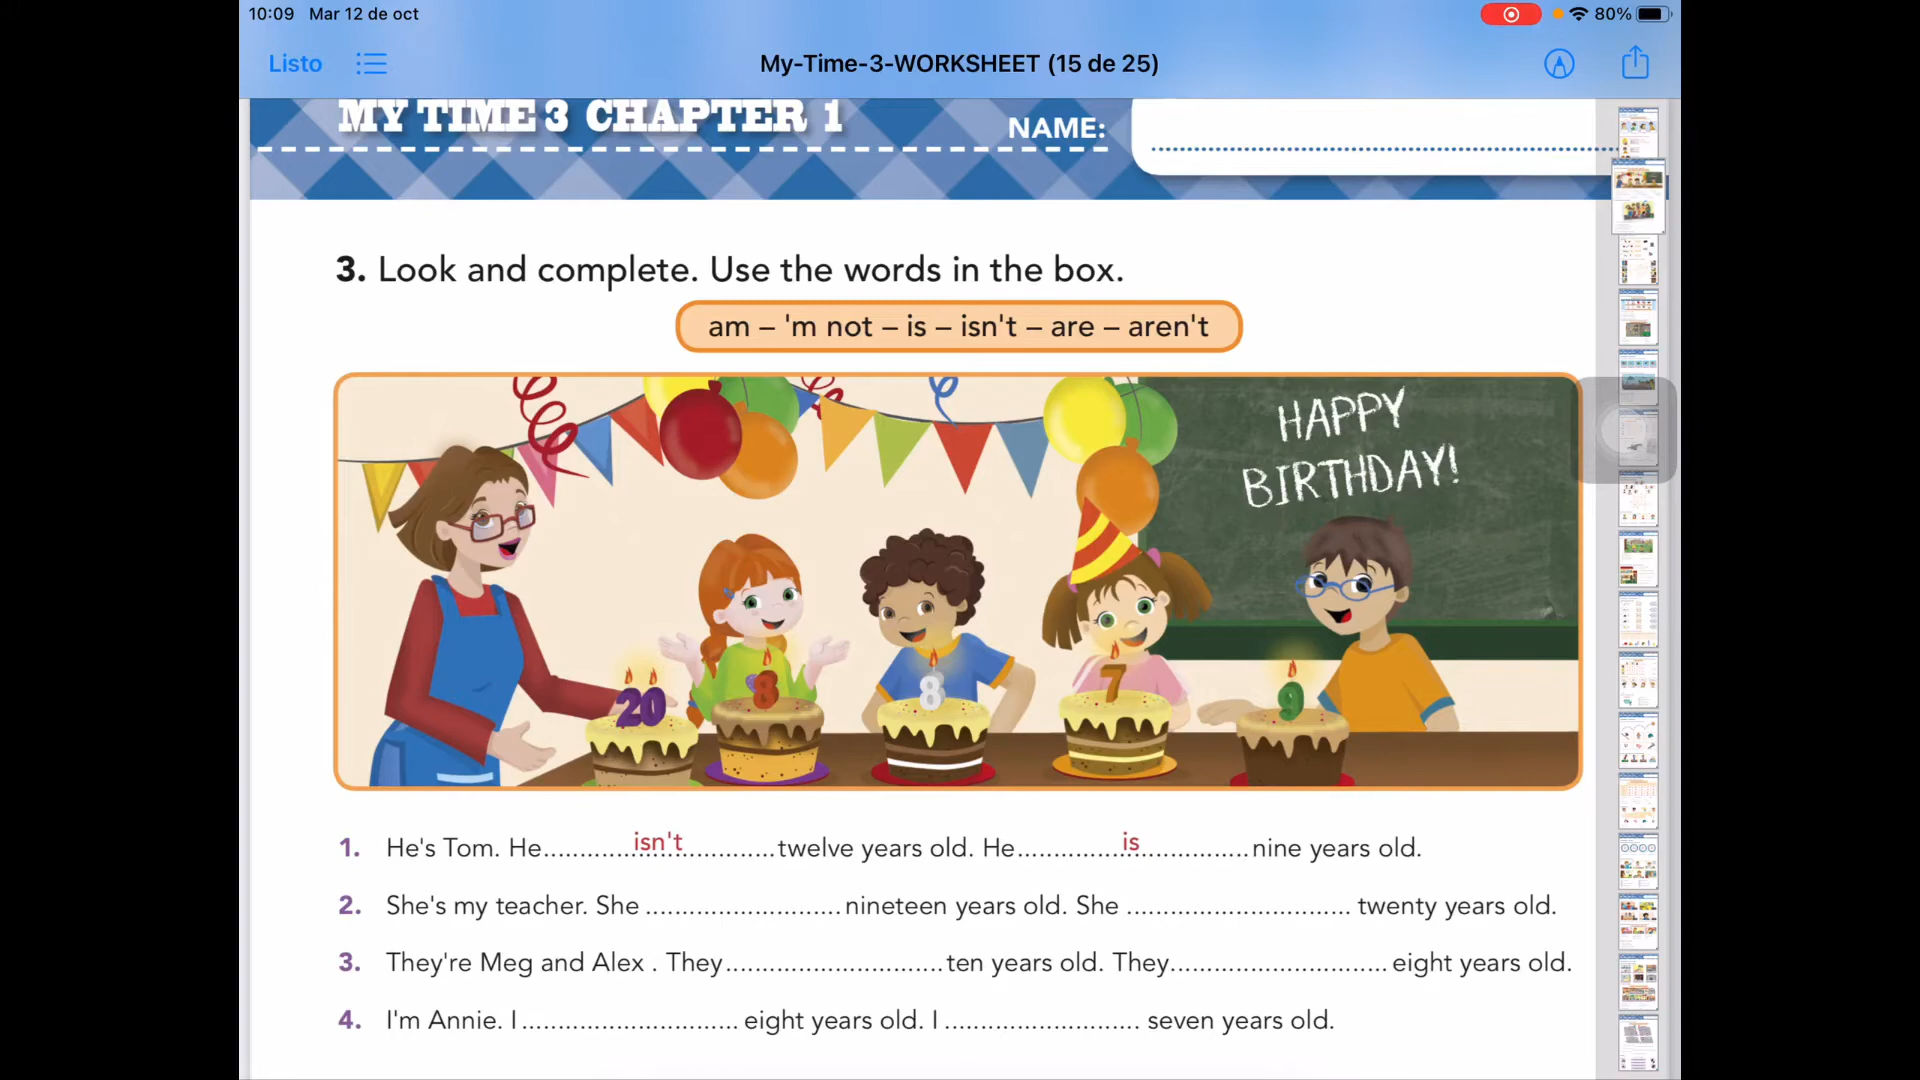 10:09 Mar 12 de oct
80%
Listo
My-Time-3-WORKSHEET (15 de 25)
MY TIME 3 CHAPTER 1
NAME:
3. Look and complete. Use the words in the box.
am – 'm not – is – isn't – are – aren't
HAPPY
BIRTHDAY!
20 8 8 7 9
1. He's Tom. He.......isn't.......twelve years old. He.......is.......nine years old.
2. She's my teacher. She ........................... nineteen years old. She .............................. twenty years old.
3. They're Meg and Alex . They.............................. ten years old. They.............................. eight years old.
4. I'm Annie. I.............................. eight years old. I........................... seven years old.